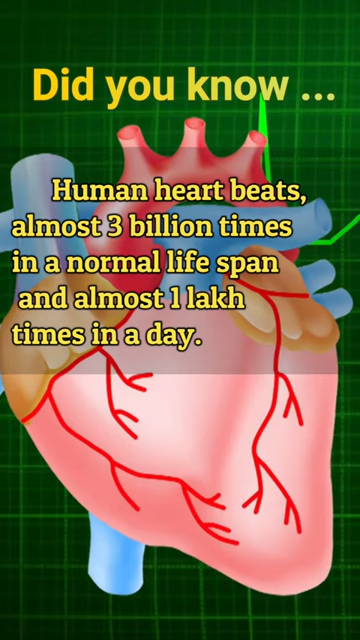 Did you know ...
Human heart beats,
almost 3 billion times
in a normal life span
and almost 1 lakh
times in a day.